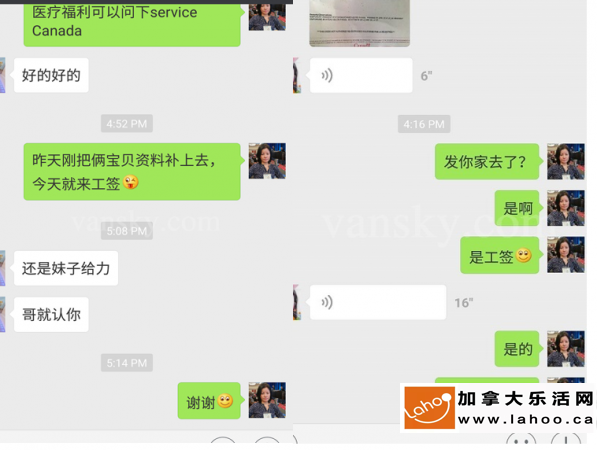 医疗福利可以问下service
Canada
好的好的
4:52 PM
昨天刚把俩宝贝资料补上去，
今天就来工签
5:08 PM
还是妹子给力
哥就认你
5:14 PM
谢谢
6"
4:16 PM
发你家去了？
是啊
是工签
16"
是的
vansky.com
vansky.com
Lahoo
加拿大乐活网
www.lahoo.ca